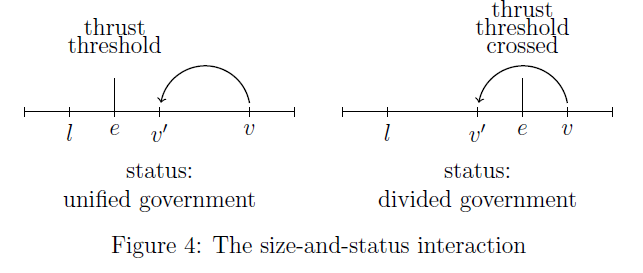 thrust
threshold
l e v′ v
status:
unified government
thrust
threshold
crossed
l v′ e v
status:
divided government
Figure 4: The size-and-status interaction